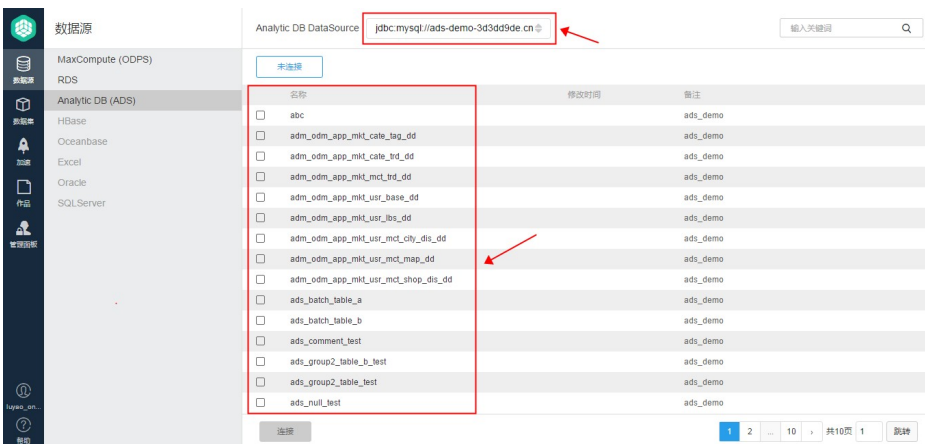 数据源
Analytic DB DataSource
jdbc:mysql://ads-demo-3d3dd9de.cn
输入关键词
数据源
数据集
加速
作品
管理面板
luyao_on...
帮助
MaxCompute (ODPS)
RDS
Analytic DB (ADS)
HBase
Oceanbase
Excel
Oracle
SQLServer
未连接
名称 修改时间 备注
abc ads_demo
adm_odm_app_mkt_cate_tag_dd ads_demo
adm_odm_app_mkt_cate_trd_dd ads_demo
adm_odm_app_mkt_mct_trd_dd ads_demo
adm_odm_app_mkt_usr_base_dd ads_demo
adm_odm_app_mkt_usr_lbs_dd ads_demo
adm_odm_app_mkt_usr_mct_city_dis_dd ads_demo
adm_odm_app_mkt_usr_mct_map_dd ads_demo
adm_odm_app_mkt_usr_mct_shop_dis_dd ads_demo
ads_batch_table_a ads_demo
ads_batch_table_b ads_demo
ads_comment_test ads_demo
ads_group2_table_b_test ads_demo
ads_group2_table_test ads_demo
ads_null_test ads_demo
连接
1 2 ... 10 › 共10页 1 跳转